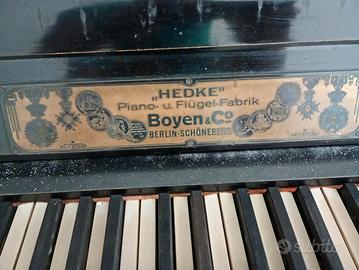 „HEDKE"
Piano- u. Flügel-Fabrik
Boyen & Co
BERLIN-SCHÖNEBERG
subito